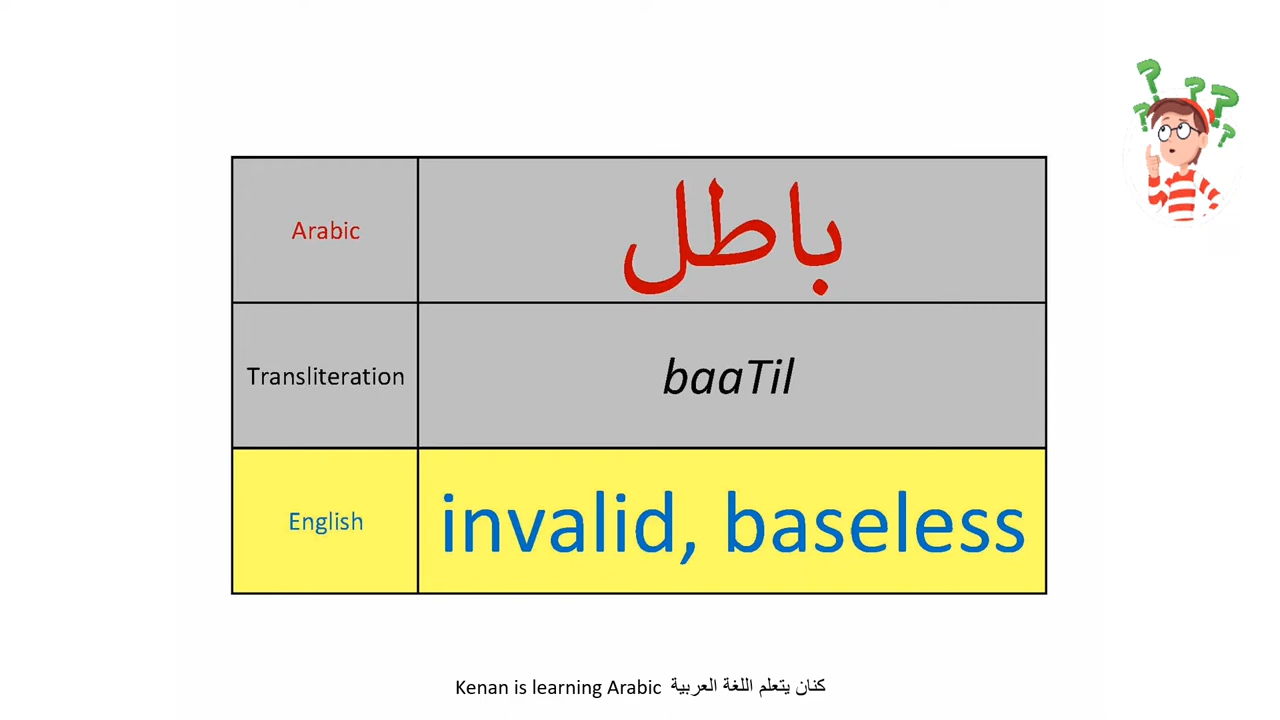 Arabic باطل
Transliteration baaTil
English invalid, baseless
Kenan is learning Arabic كنان يتعلم اللغة العربية